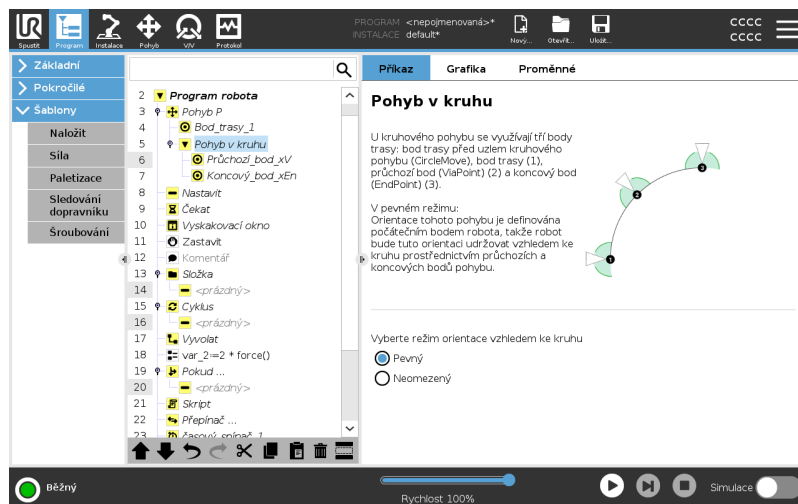 UR
PROGRAM <nepojmenovaná>*
INSTALACE default*
CCCC
CCCC
Spustit Program Instalace Pohyb V/V Protokol
Nový... Otevřít... Uložit...
Základní
Pokročilé
Šablony
Naložit
Síla
Paletizace
Sledování
dopravníku
Šroubování
2 Program robota
3 Pohyb P
4 Bod_trasy_1
5 Pohyb v kruhu
6 Průchozí_bod_xV
7 Koncový_bod_xEn
8 Nastavit
9 Čekat
10 Vyskakovací okno
11 Zastavit
12 Komentář
13 Složka
14 <prázdný>
15 Cyklus
16 <prázdný>
17 Vyvolat
18 var_2:=2 * force()
19 Pokud ...
20 <prázdný>
21 Skript
22 Přepínač ...
23 časový_spínač_1
Příkaz Grafika Proměnné
Pohyb v kruhu
U kruhového pohybu se využívají tří body
trasy: bod trasy před uzlem kruhového
pohybu (CircleMove), bod trasy (1),
průchozí bod (ViaPoint) (2) a koncový bod
(EndPoint) (3).
V pevném režimu:
Orientace tohoto pohybu je definována
počátečním bodem robota, takže robot
bude tuto orientaci udržovat vzhledem ke
kruhu prostřednictvím průchozích a
koncových bodů pohybu.
3
2
1
Vyberte režim orientace vzhledem ke kruhu
Pevný
Neomezený
Běžný
Rychlost 100%
Simulace